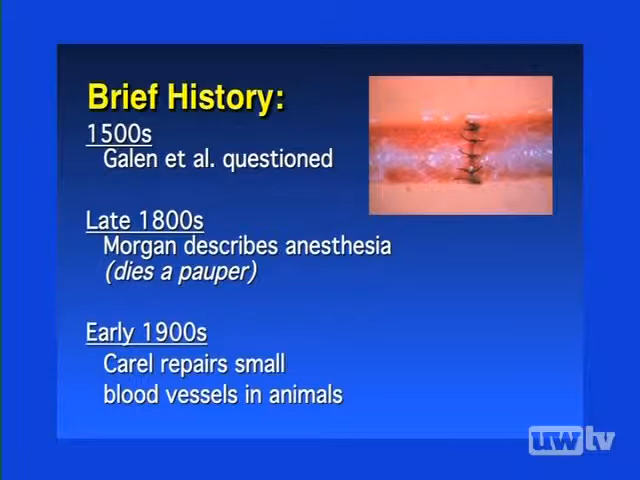 Brief History:
1500s
Galen et al. questioned
Late 1800s
Morgan describes anesthesia
(dies a pauper)
Early 1900s
Carel repairs small
blood vessels in animals
uwtv